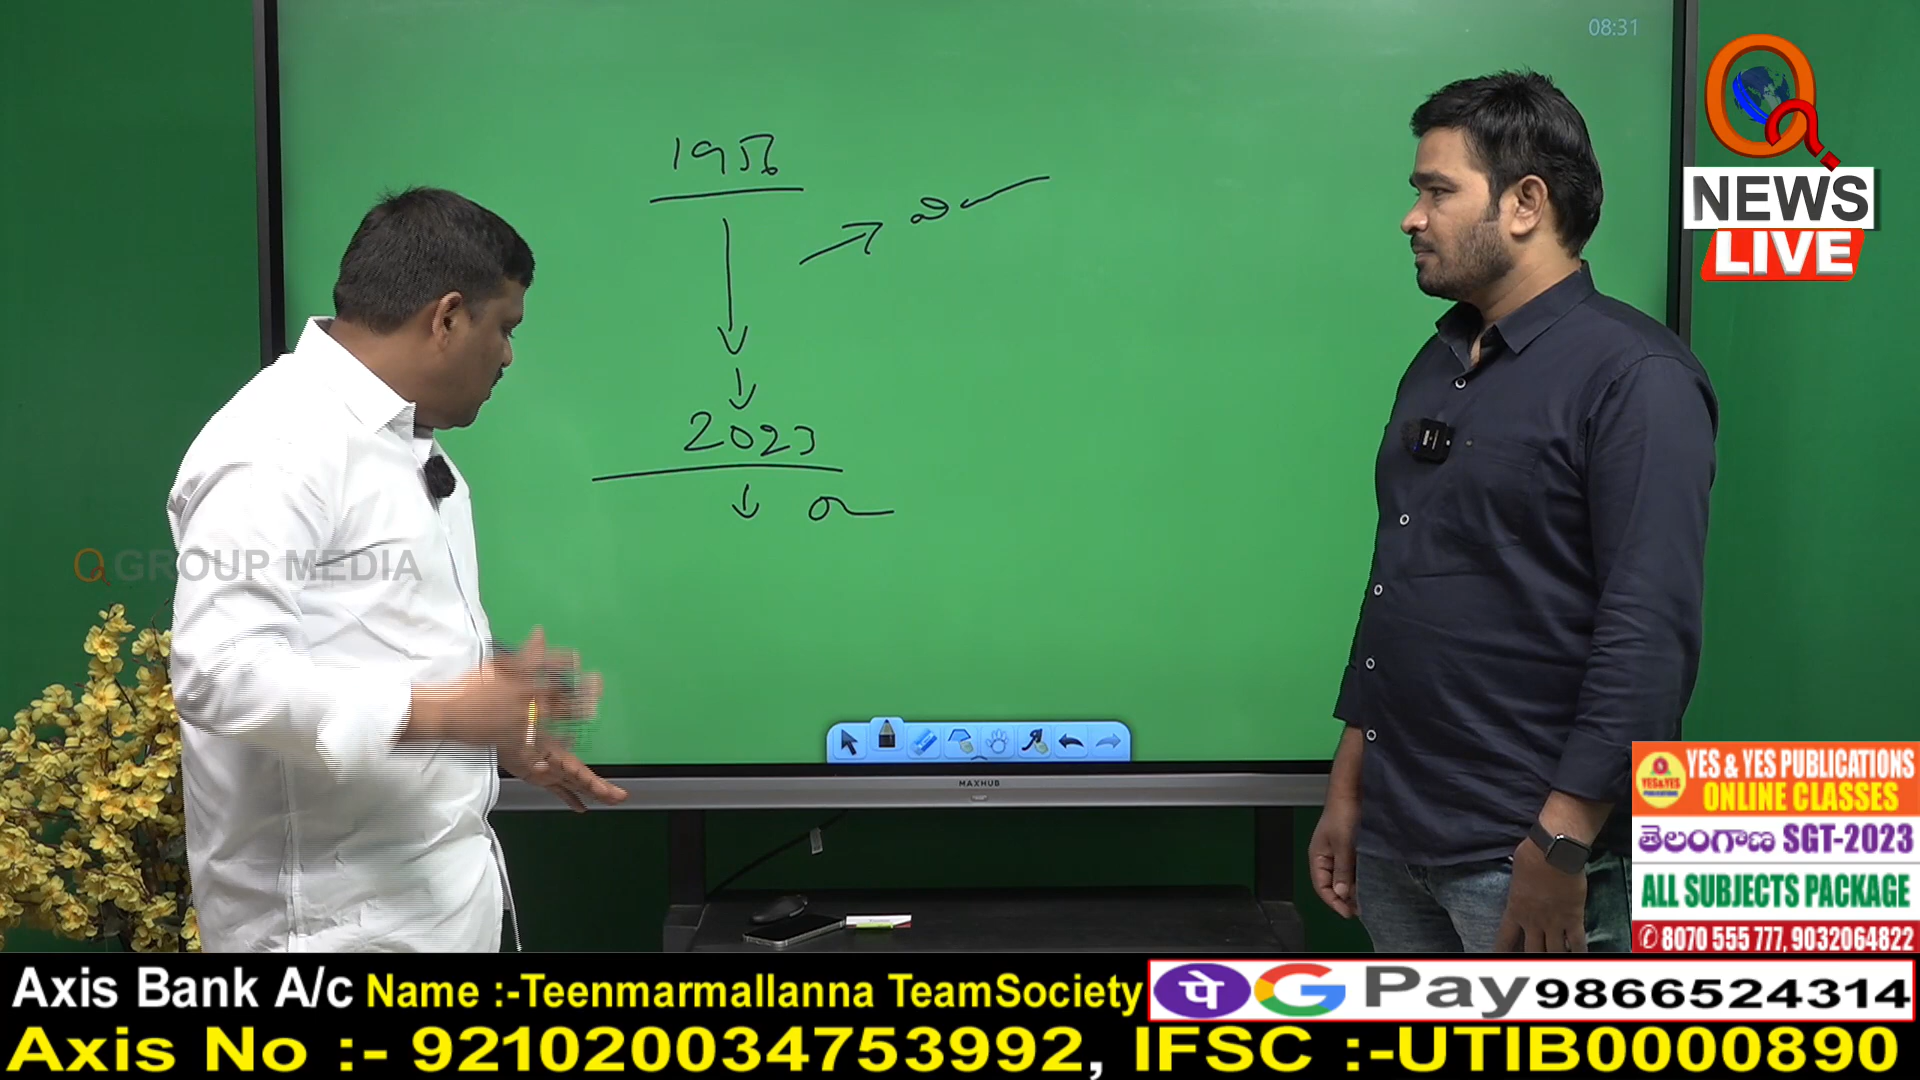 08:31
Q
NEWS
LIVE
1956
2023
Q GROUP MEDIA
MAXHUB
YES & YES PUBLICATIONS
ONLINE CLASSES
తెలంగాణ SGT-2023
ALL SUBJECTS PACKAGE
8070 555 777, 9032064822
Axis Bank A/c Name :-Teenmarmallanna TeamSociety
पे G Pay 9866524314
Axis No :- 921020034753992, IFSC :-UTIB0000890